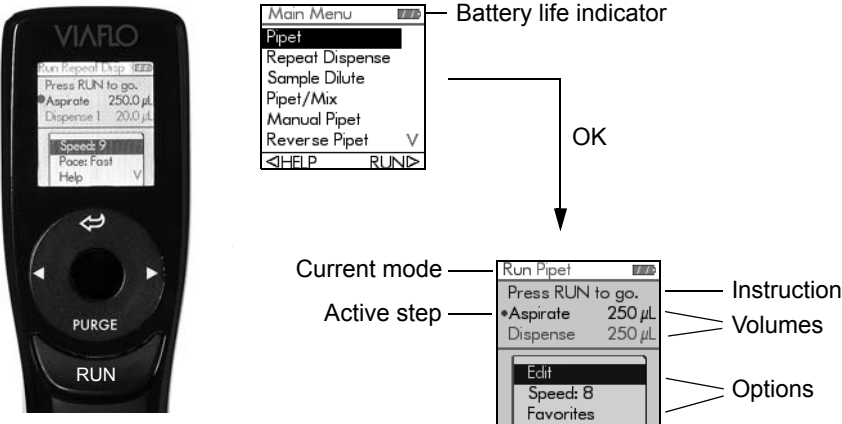 VIAFLO
Run Repeat Disp
Press RUN to go.
Asprate 250.0 µL
Dispense 1 20.0 µL
Speed: 9
Pace: Fast
Help V
PURGE
RUN
Main Menu
Battery life indicator
Pipet
Repeat Dispense
Sample Dilute
Pipet/Mix
Manual Pipet
Reverse Pipet V
HELP RUN
OK
Current mode
Run Pipet
Press RUN to go.
Instruction
Active step
Aspirate 250 µL
Volumes
Dispense 250 µL
Edit
Speed: 8
Favorites
Options